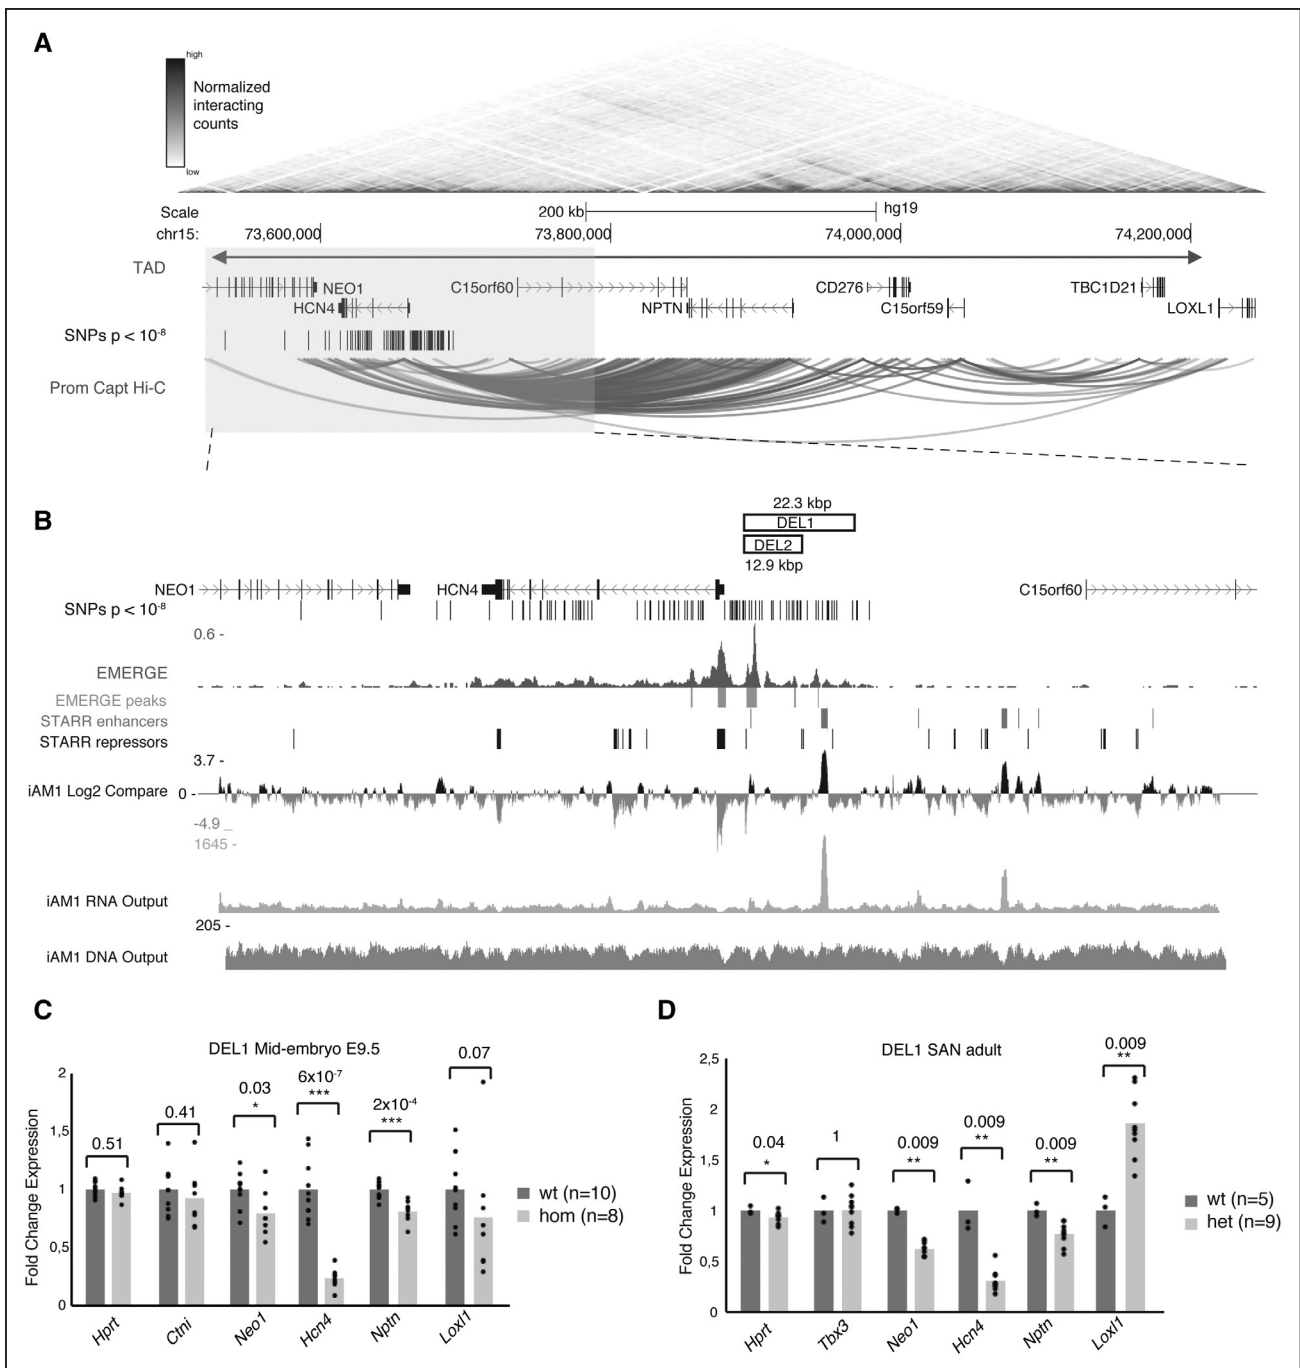 A
high
Normalized
interacting
counts
low
Scale 200 kb hg19
chr15: 73,600,000 73,800,000 74,000,000 74,200,000
TAD
NEO1 C15orf60 CD276 TBC1D21
HCN4 NPTN C15orf59 LOXL1
SNPs p < 10⁻⁸
Prom Capt Hi-C
B
22.3 kbp
DEL1
DEL2
12.9 kbp
NEO1 HCN4 C15orf60
SNPs p < 10⁻⁸
0.6 -
EMERGE
EMERGE peaks
STARR enhancers
STARR repressors
3.7 -
iAM1 Log2 Compare 0 -
-4.9 _
1645 -
iAM1 RNA Output
205 -
iAM1 DNA Output
C
DEL1 Mid-embryo E9.5
Fold Change Expression
2
1,5
1
0,5
0
0.51
0.41
0.03
*
6x10⁻⁷
***
2x10⁻⁴
***
0.07
wt (n=10)
hom (n=8)
Hprt Ctni Neo1 Hcn4 Nptn Loxl1
D
DEL1 SAN adult
Fold Change Expression
2,5
2
1,5
1
0,5
0
0.04
*
1
0.009
**
0.009
**
0.009
**
0.009
**
wt (n=5)
het (n=9)
Hprt Tbx3 Neo1 Hcn4 Nptn Loxl1